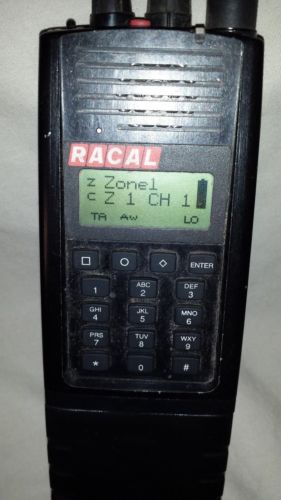 RACAL
Z Zone1
C Z 1 CH 1
TA AW LO
ENTER
1 ABC 2 DEF 3
GHI 4 JKL 5 MNO 6
PRS 7 TUV 8 WXY 9
* 0 #